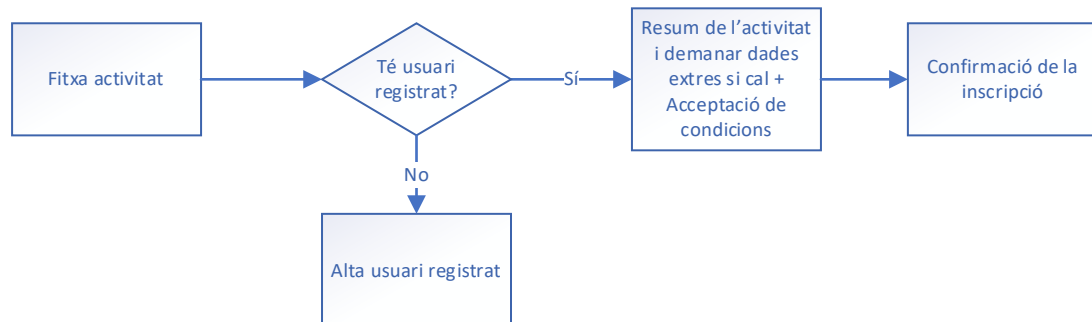 Fitxa activitat
Té usuari
registrat?
Sí
Resum de l’activitat
i demanar dades
extres si cal +
Acceptació de
condicions
Confirmació de la
inscripció
No
Alta usuari registrat